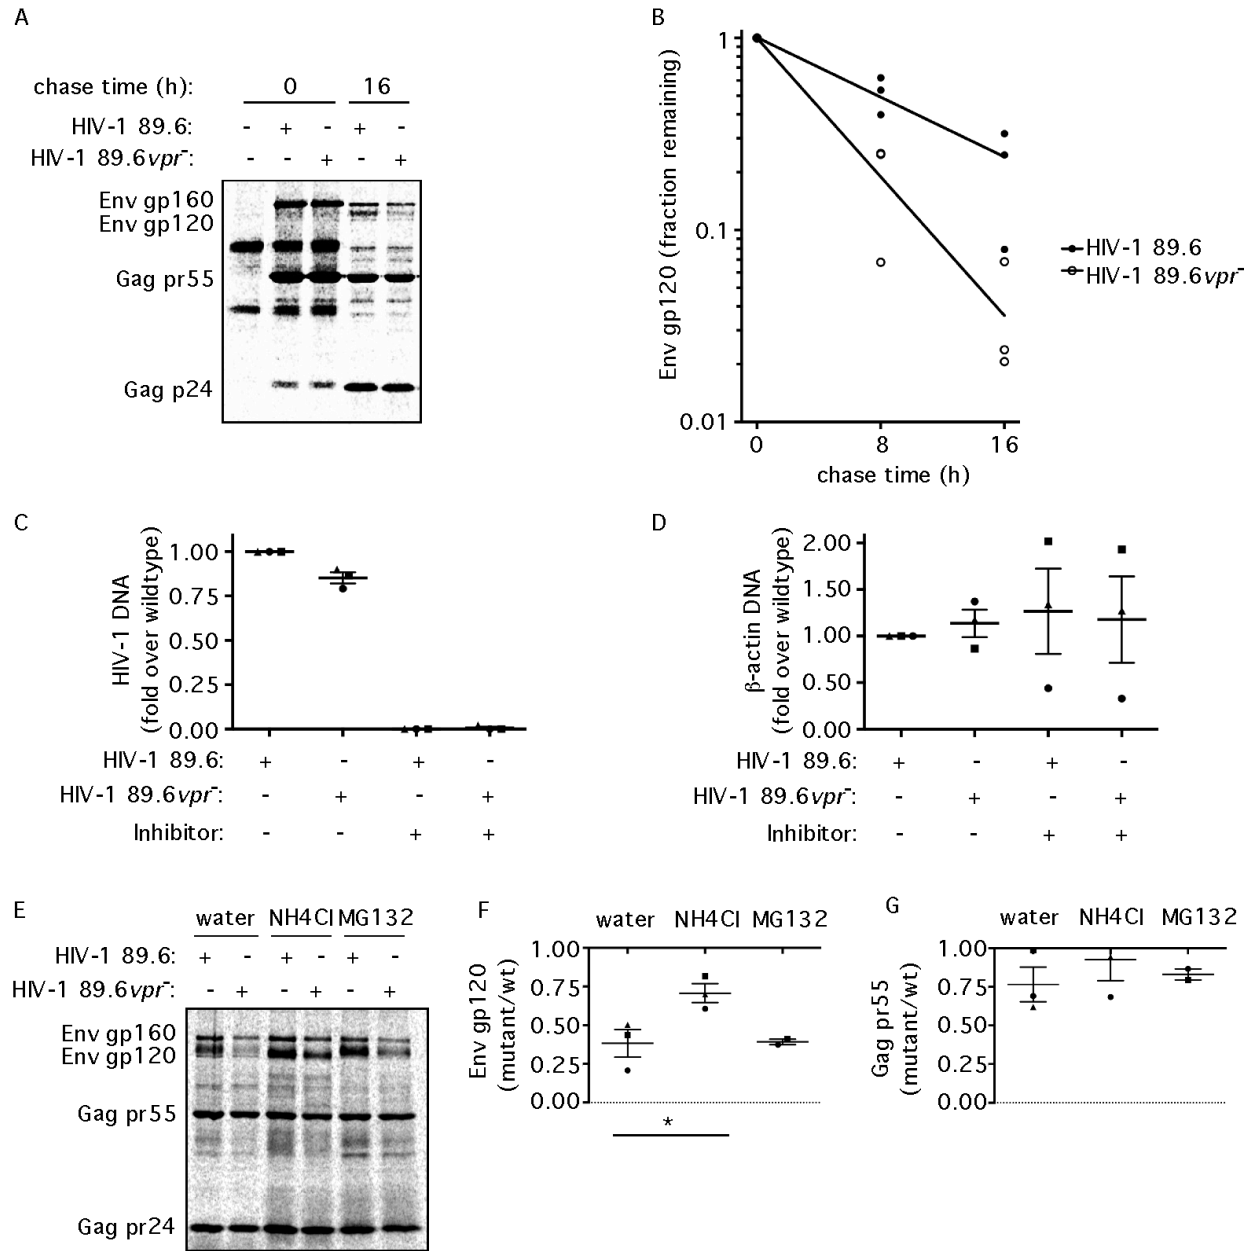 A
chase time (h): 0 16
HIV-1 89.6: - + - + -
HIV-1 89.6vpr-: - - + - +
Env gp160
Env gp120
Gag pr55
Gag p24
B
Env gp120 (fraction remaining)
1
0.1
0.01
0 8 16
chase time (h)
HIV-1 89.6
HIV-1 89.6vpr-
C
HIV-1 DNA
(fold over wildtype)
1.00
0.75
0.50
0.25
0.00
HIV-1 89.6: + - + -
HIV-1 89.6vpr-: - + - +
Inhibitor: - - + +
D
β-actin DNA
(fold over wildtype)
2.00
1.50
1.00
0.50
0.00
HIV-1 89.6: + - + -
HIV-1 89.6vpr-: - + - +
Inhibitor: - - + +
E
water NH4Cl MG132
HIV-1 89.6: + - + - + -
HIV-1 89.6vpr-: - + - + - +
Env gp160
Env gp120
Gag pr55
Gag pr24
F
water NH4Cl MG132
Env gp120
(mutant/wt)
1.00
0.75
0.50
0.25
0.00
*
G
water NH4Cl MG132
Gag pr55
(mutant/wt)
1.00
0.75
0.50
0.25
0.00